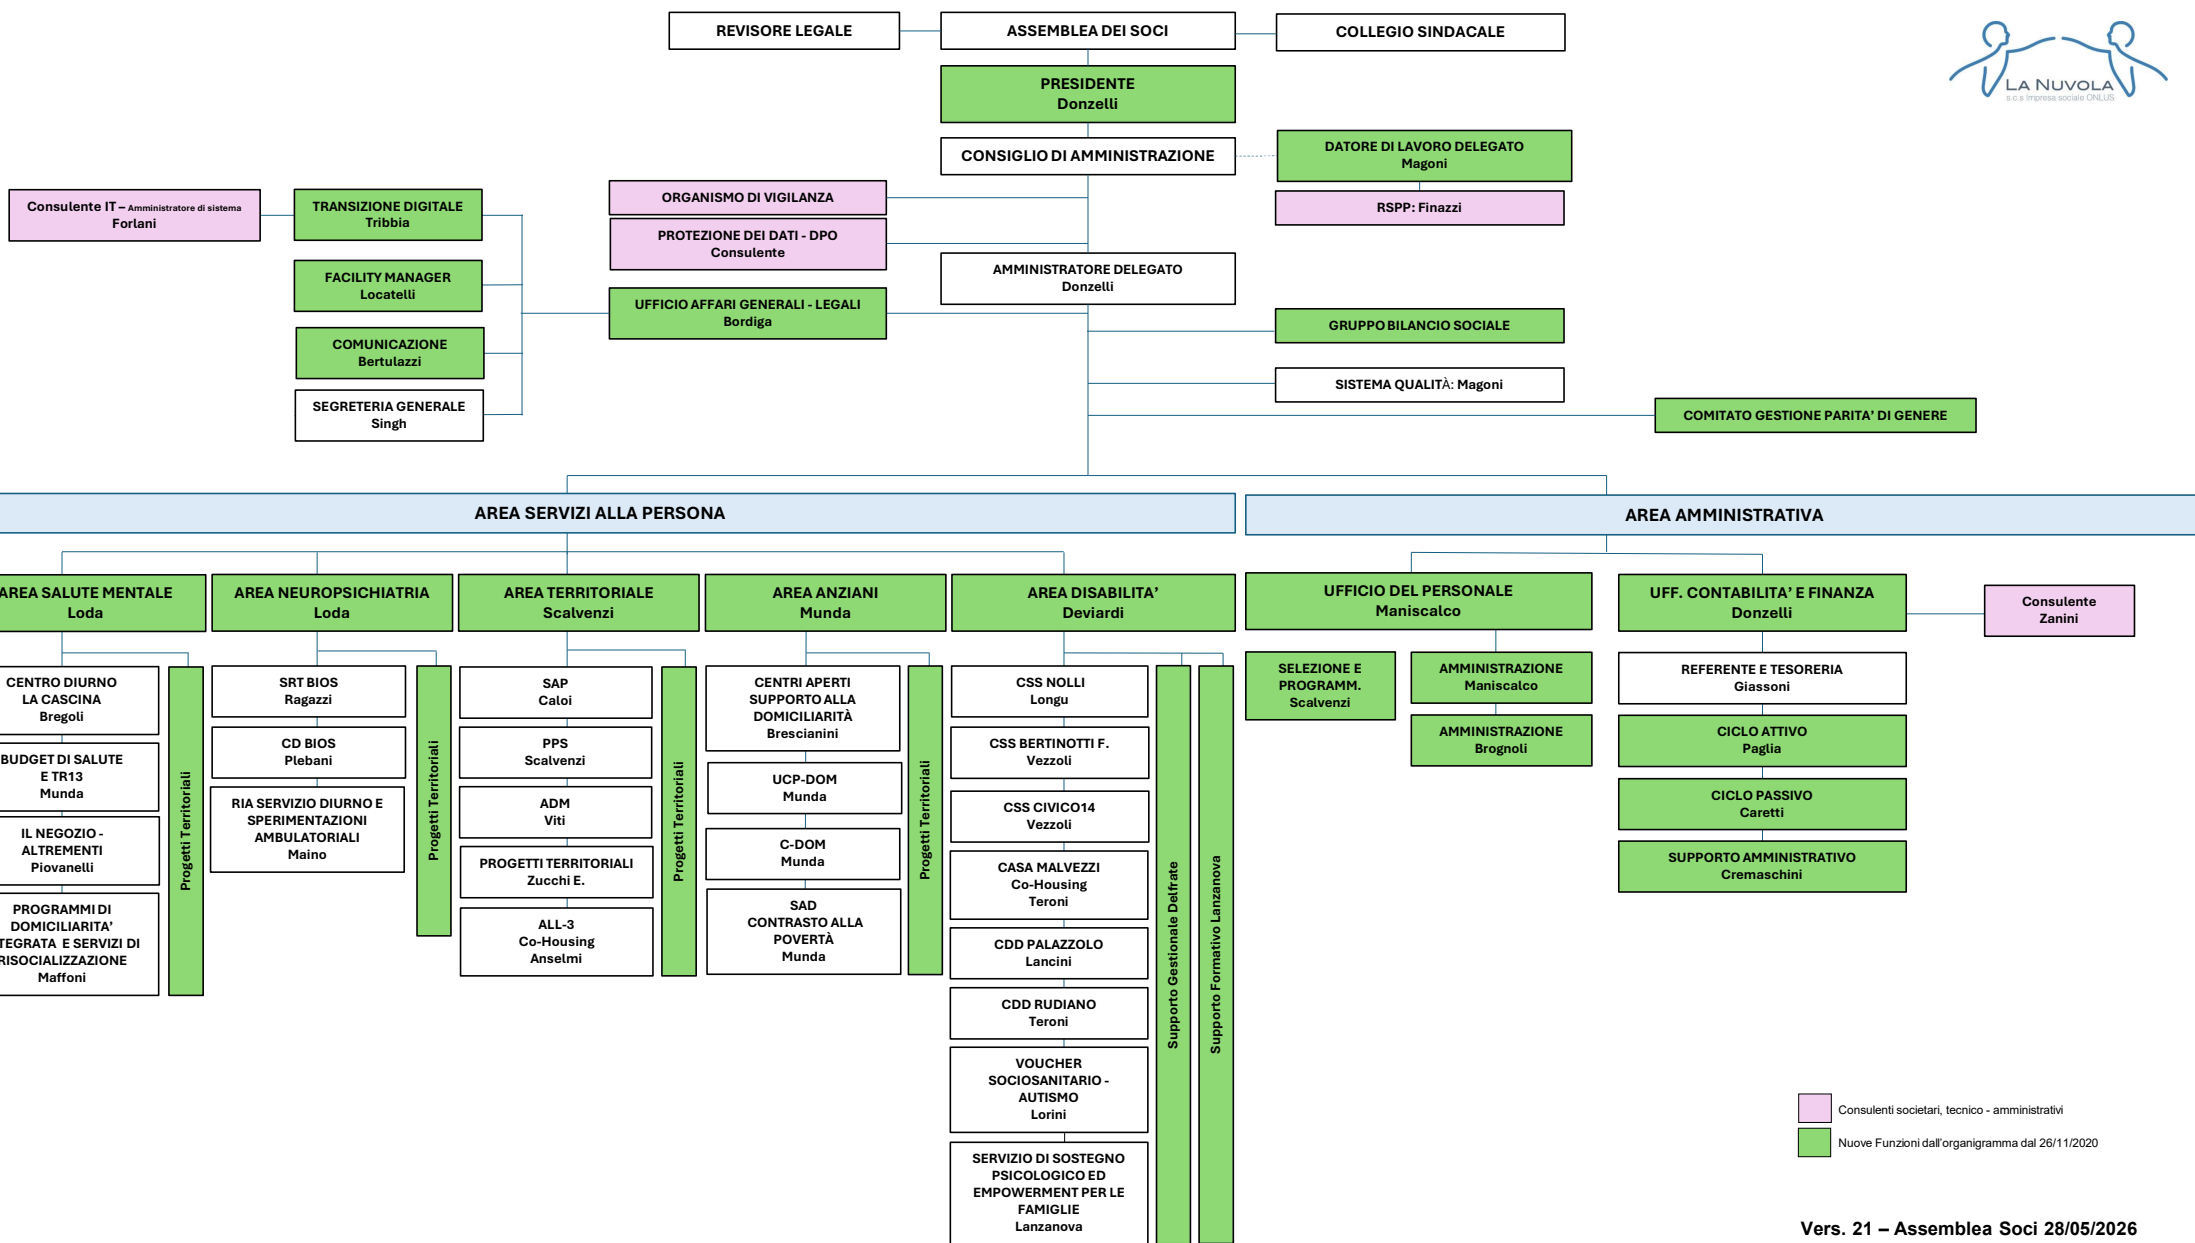 REVISORE LEGALE
ASSEMBLEA DEI SOCI
COLLEGIO SINDACALE
LA NUVOLA
s.c.s impresa sociale ONLUS
PRESIDENTE
Donzelli
CONSIGLIO DI AMMINISTRAZIONE
DATORE DI LAVORO DELEGATO
Magoni
RSPP: Finazzi
ORGANISMO DI VIGILANZA
PROTEZIONE DEI DATI - DPO
Consulente
AMMINISTRATORE DELEGATO
Donzelli
Consulente IT – Amministratore di sistema
Forlani
TRANSIZIONE DIGITALE
Tribbia
FACILITY MANAGER
Locatelli
COMUNICAZIONE
Bertulazzi
SEGRETERIA GENERALE
Singh
UFFICIO AFFARI GENERALI - LEGALI
Bordiga
GRUPPO BILANCIO SOCIALE
SISTEMA QUALITÀ: Magoni
COMITATO GESTIONE PARITA' DI GENERE
AREA SERVIZI ALLA PERSONA
AREA AMMINISTRATIVA
AREA SALUTE MENTALE
Loda
CENTRO DIURNO
LA CASCINA
Bregoli
BUDGET DI SALUTE
E TR13
Munda
IL NEGOZIO -
ALTREMENTI
Piovanelli
PROGRAMMI DI
DOMICILIARITA'
TEGRATA E SERVIZI DI
RISOCIALIZZAZIONE
Maffoni
Progetti Territoriali
AREA NEUROPSICHIATRIA
Loda
SRT BIOS
Ragazzi
CD BIOS
Plebani
RIA SERVIZIO DIURNO E
SPERIMENTAZIONI
AMBULATORIALI
Maino
Progetti Territoriali
AREA TERRITORIALE
Scalvenzi
SAP
Caloi
PPS
Scalvenzi
ADM
Viti
PROGETTI TERRITORIALI
Zucchi E.
ALL-3
Co-Housing
Anselmi
Progetti Territoriali
AREA ANZIANI
Munda
CENTRI APERTI
SUPPORTO ALLA
DOMICILIARITÀ
Brescianini
UCP-DOM
Munda
C-DOM
Munda
SAD
CONTRASTO ALLA
POVERTÀ
Munda
Progetti Territoriali
AREA DISABILITA'
Deviardi
CSS NOLLI
Longu
CSS BERTINOTTI F.
Vezzoli
CSS CIVICO14
Vezzoli
CASA MALVEZZI
Co-Housing
Teroni
CDD PALAZZOLO
Lancini
CDD RUDIANO
Teroni
VOUCHER
SOCIOSANITARIO -
AUTISMO
Lorini
SERVIZIO DI SOSTEGNO
PSICOLOGICO ED
EMPOWERMENT PER LE
FAMIGLIE
Lanzanova
Supporto Gestionale Delfrate
Supporto Formativo Lanzanova
UFFICIO DEL PERSONALE
Maniscalco
SELEZIONE E
PROGRAMM.
Scalvenzi
AMMINISTRAZIONE
Maniscalco
AMMINISTRAZIONE
Brognoli
UFF. CONTABILITA' E FINANZA
Donzelli
Consulente
Zanini
REFERENTE E TESORERIA
Giassoni
CICLO ATTIVO
Paglia
CICLO PASSIVO
Caretti
SUPPORTO AMMINISTRATIVO
Cremaschini
Consulenti societari, tecnico - amministrativi
Nuove Funzioni dall'organigramma dal 26/11/2020
Vers. 21 – Assemblea Soci 28/05/2026